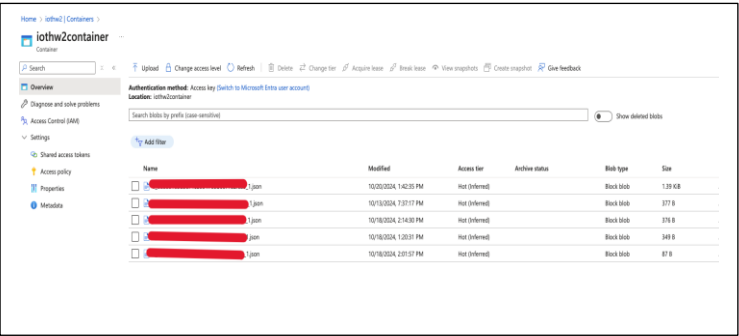 Home > iothw2 | Containers >
iothw2container ...
Container
Search
Upload Change access level Refresh Delete Change tier Acquire lease Break lease View snapshots Create snapshot Give feedback
Overview
Diagnose and solve problems
Access Control (IAM)
Settings
Shared access tokens
Access policy
Properties
Metadata
Authentication method: Access key (Switch to Microsoft Entra user account)
Location: iothw2container
Search blobs by prefix (case-sensitive)
Show deleted blobs
Add filter
Name Modified Access tier Archive status Blob type Size
_1.json 10/20/2024, 1:42:35 PM Hot (Inferred) Block blob 1.39 KiB
_1.json 10/13/2024, 7:37:17 PM Hot (Inferred) Block blob 377 B
_1.json 10/18/2024, 2:14:30 PM Hot (Inferred) Block blob 376 B
_1.json 10/18/2024, 1:20:31 PM Hot (Inferred) Block blob 349 B
_1.json 10/18/2024, 2:01:57 PM Hot (Inferred) Block blob 87 B